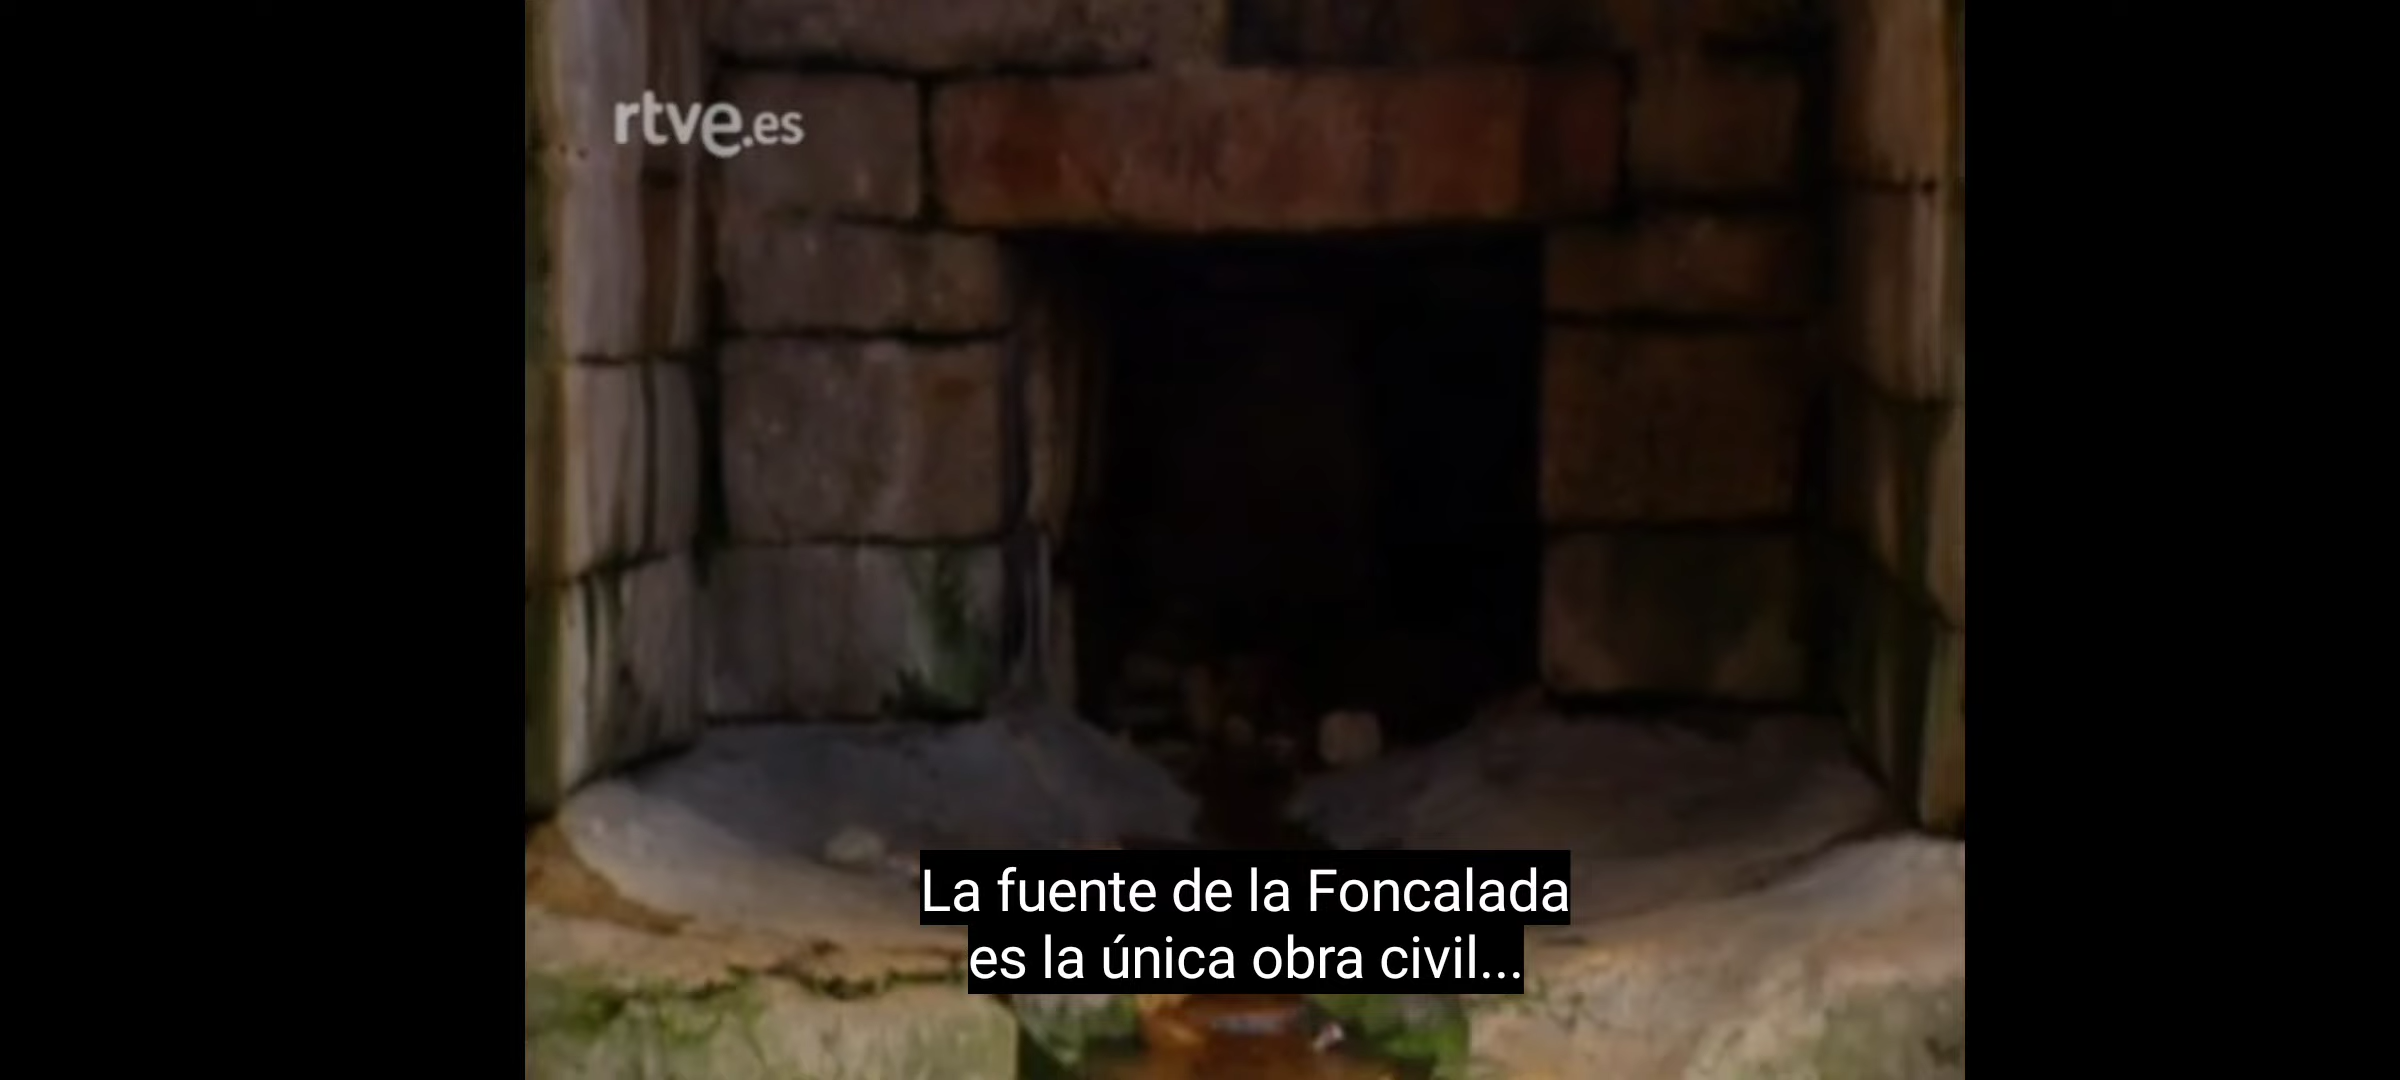 rtve.es
La fuente de la Foncalada
es la única obra civil...